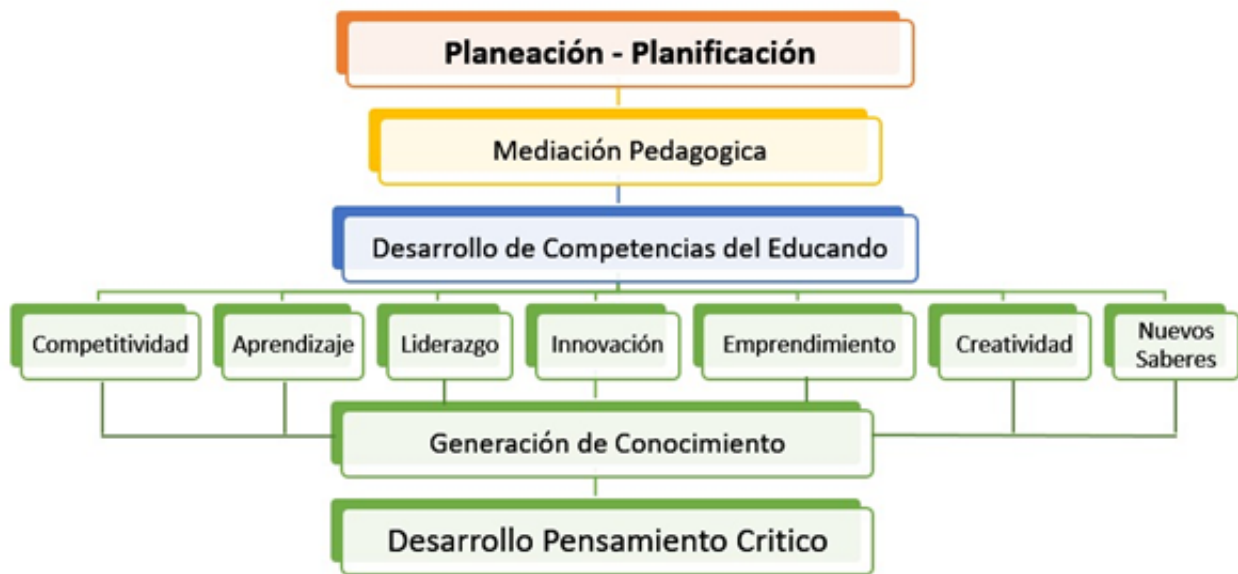 Planeación - Planificación
Mediación Pedagogica
Desarrollo de Competencias del Educando
Competitividad
Aprendizaje
Liderazgo
Innovación
Emprendimiento
Creatividad
Nuevos
Saberes
Generación de Conocimiento
Desarrollo Pensamiento Critico